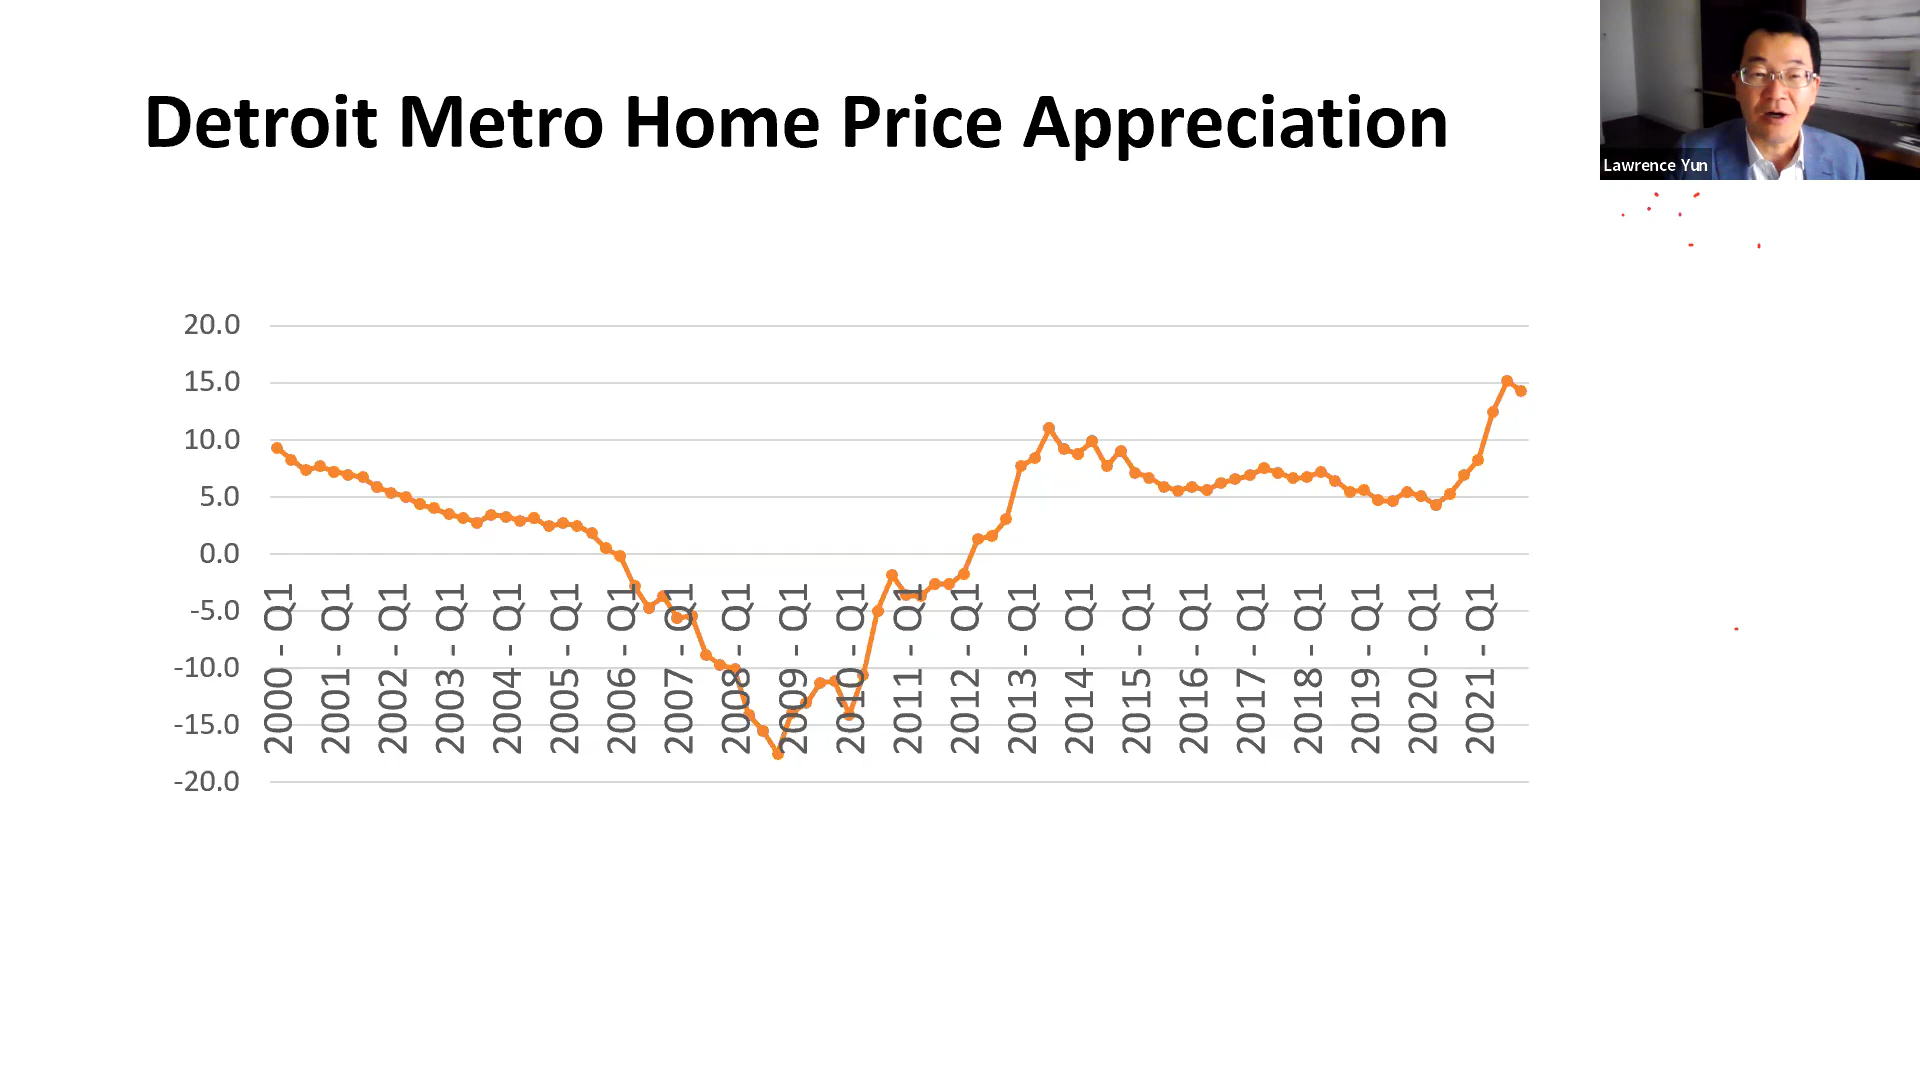 Detroit Metro Home Price Appreciation
Lawrence Yun
20.0
15.0
10.0
5.0
0.0
-5.0
-10.0
-15.0
-20.0
2000 - Q1
2001 - Q1
2002 - Q1
2003 - Q1
2004 - Q1
2005 - Q1
2006 - Q1
2007 - Q1
2008 - Q1
2009 - Q1
2010 - Q1
2011 - Q1
2012 - Q1
2013 - Q1
2014 - Q1
2015 - Q1
2016 - Q1
2017 - Q1
2018 - Q1
2019 - Q1
2020 - Q1
2021 - Q1